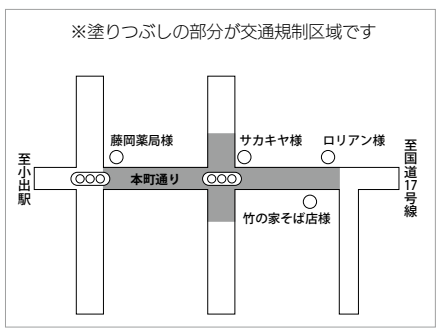 ※塗りつぶしの部分が交通規制区域です
藤岡薬局様
サカキヤ様
ロリアン様
至小出駅
本町通り
至国道17号線
竹の家そば店様